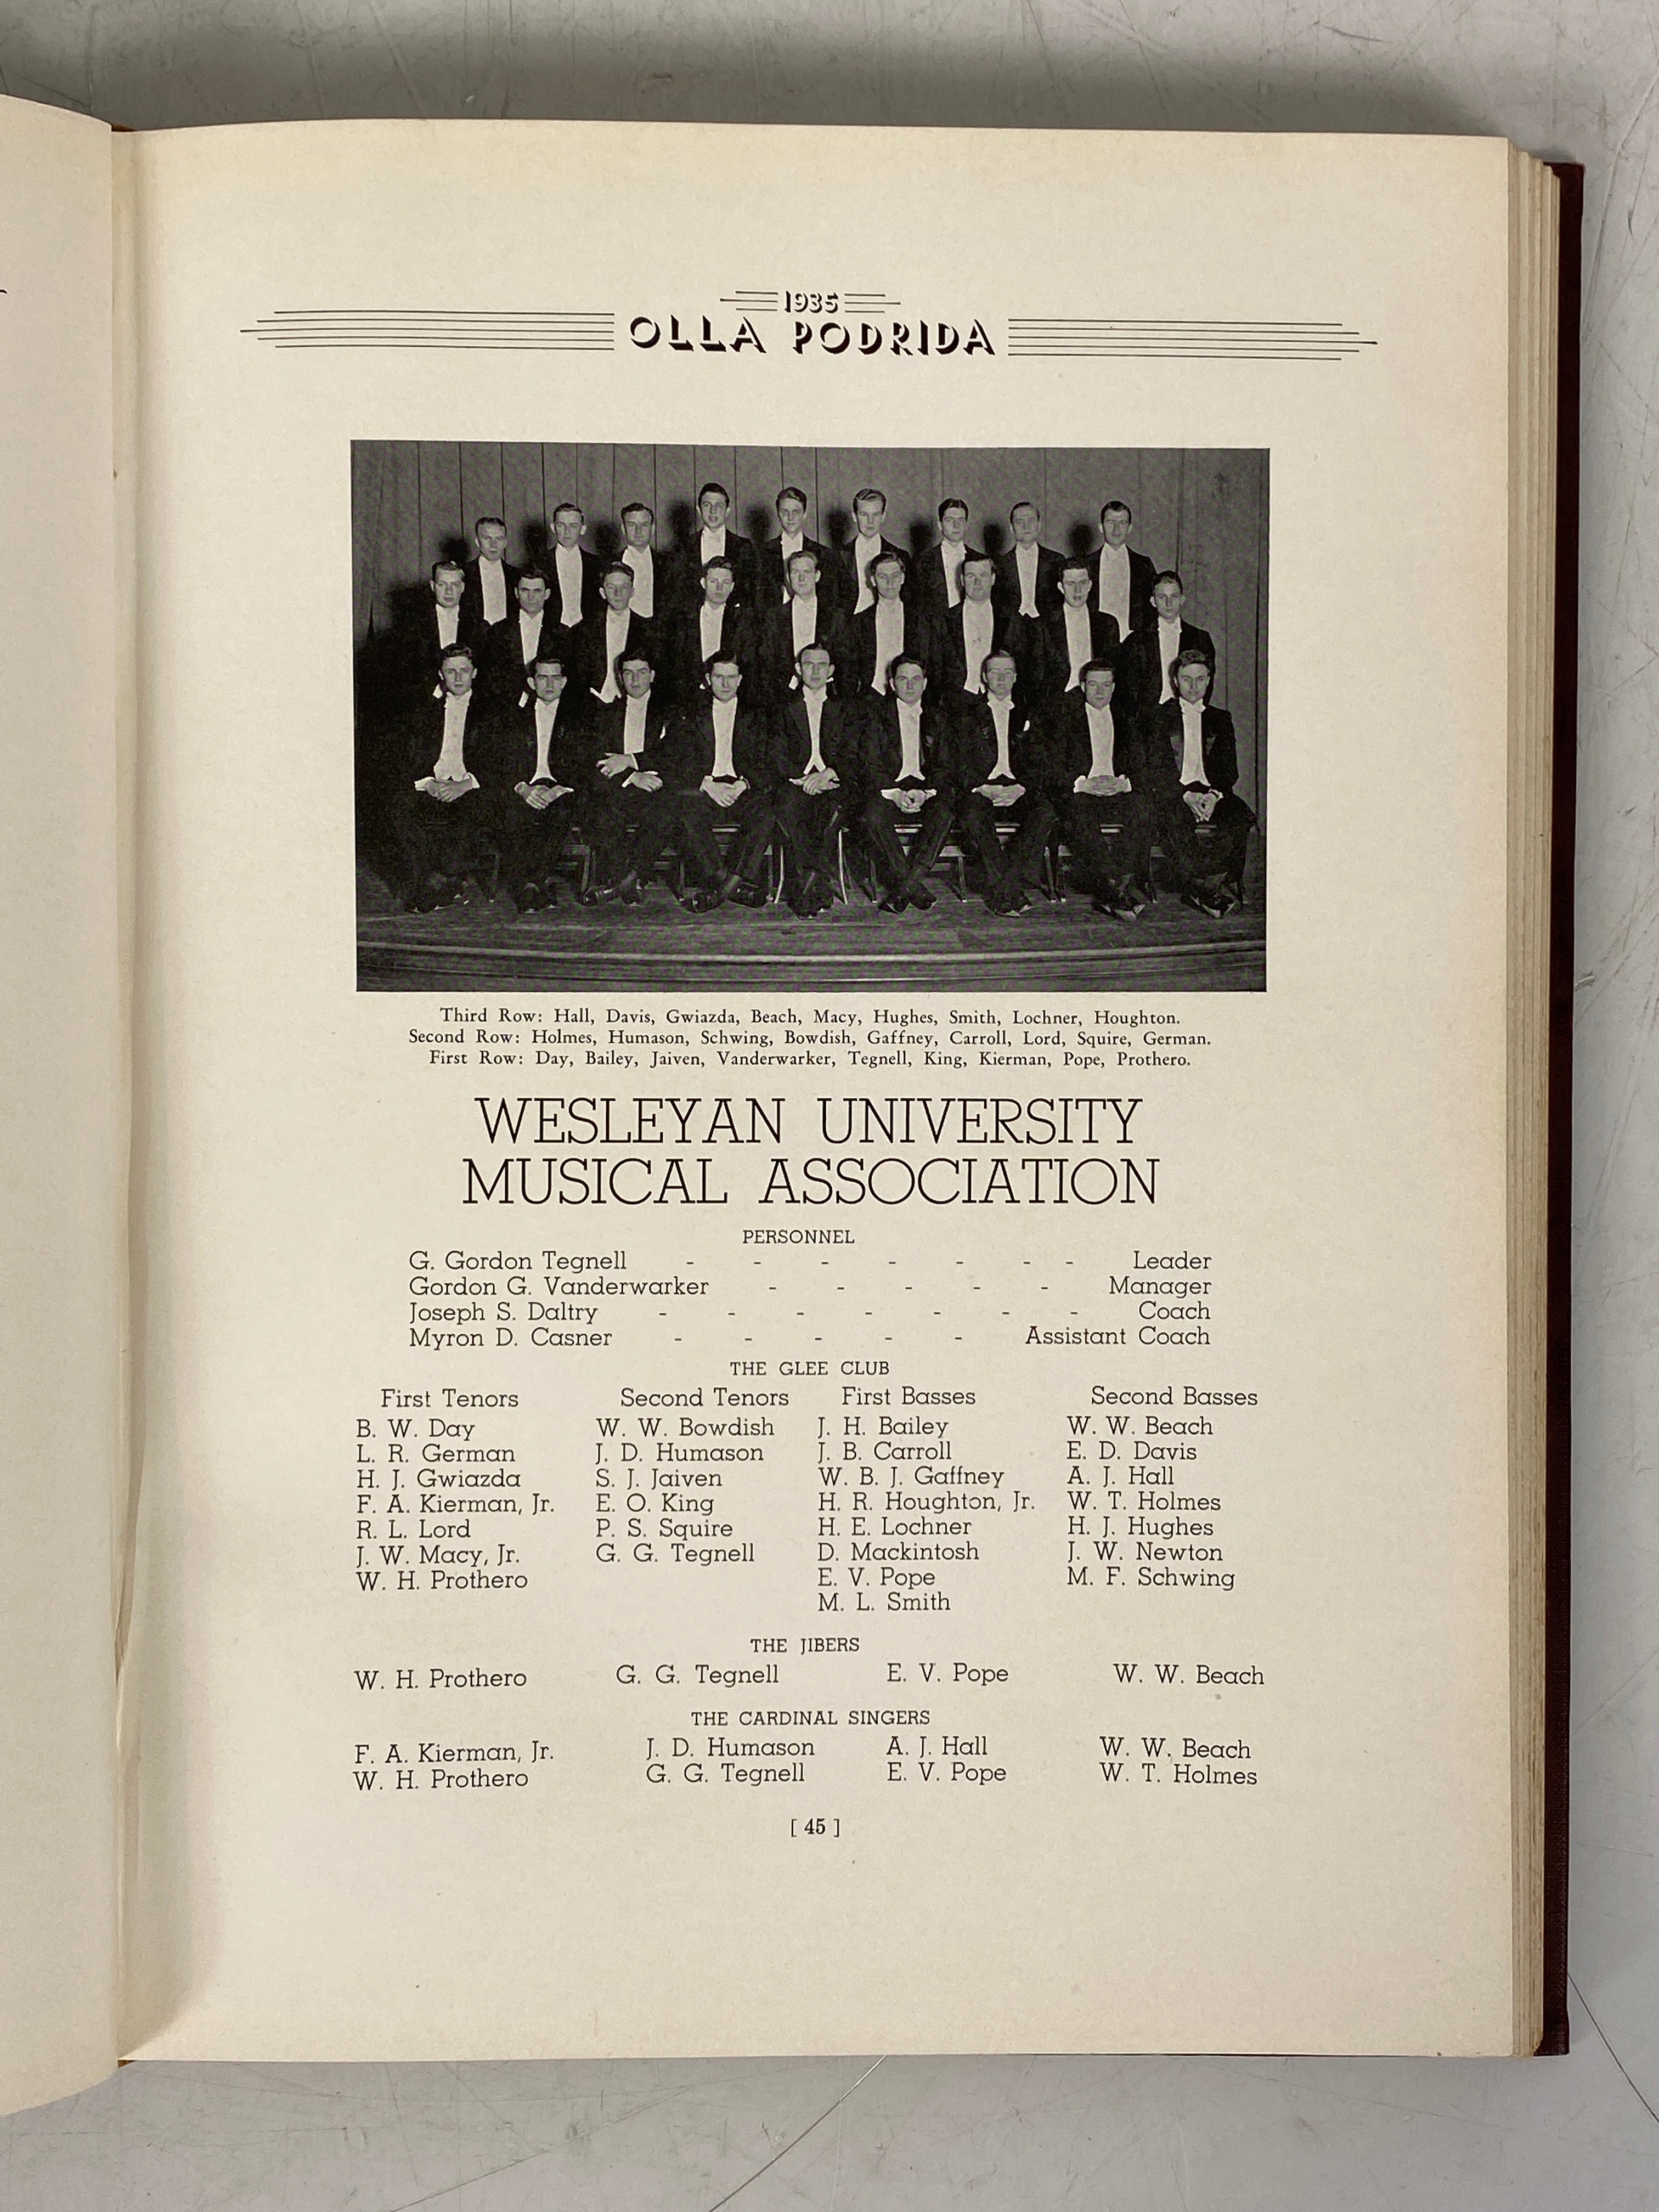 1935
OLLA PODRIDA
Third Row: Hall, Davis, Gwiazda, Beach, Macy, Hughes, Smith, Lochner, Houghton.
Second Row: Holmes, Humason, Schwing, Bowdish, Gaffney, Carroll, Lord, Squire, German.
First Row: Day, Bailey, Jaiven, Vanderwarker, Tegnell, King, Kierman, Pope, Prothero.
WESLEYAN UNIVERSITY
MUSICAL ASSOCIATION
PERSONNEL
G. Gordon Tegnell - - - - - - - Leader
Gordon G. Vanderwarker - - - - - Manager
Joseph S. Daltry - - - - - - - Coach
Myron D. Casner - - - - - Assistant Coach
THE GLEE CLUB
First Tenors Second Tenors First Basses Second Basses
B. W. Day W. W. Bowdish J. H. Bailey W. W. Beach
L. R. German J. D. Humason J. B. Carroll E. D. Davis
H. J. Gwiazda S. J. Jaiven W. B. J. Gaffney A. J. Hall
F. A. Kierman, Jr. E. O. King H. R. Houghton, Jr. W. T. Holmes
R. L. Lord P. S. Squire H. E. Lochner H. J. Hughes
J. W. Macy, Jr. G. G. Tegnell D. Mackintosh J. W. Newton
W. H. Prothero E. V. Pope M. F. Schwing
M. L. Smith
THE JIBERS
W. H. Prothero G. G. Tegnell E. V. Pope W. W. Beach
THE CARDINAL SINGERS
F. A. Kierman, Jr. J. D. Humason A. J. Hall W. W. Beach
W. H. Prothero G. G. Tegnell E. V. Pope W. T. Holmes
[ 45 ]